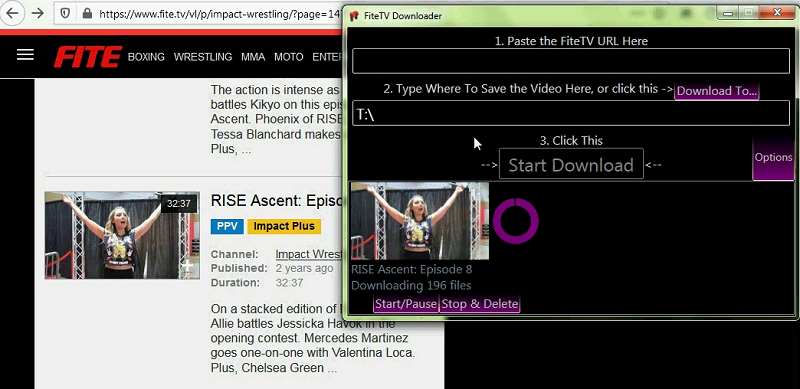 https://www.fite.tv/vl/p/impact-wrestling/?page=14
FITE BOXING WRESTLING MMA MOTO ENTER
The action is intense as
battles Kikyo on this epis
Ascent. Phoenix of RISE
Tessa Blanchard makes
Plus, ...
32:37
RISE Ascent: Episo
PPV Impact Plus
Channel: Impact Wrest
Published: 2 years ago
Duration: 32:37
On a stacked edition of
Allie battles Jessicka Havok in the
opening contest. Mercedes Martinez
goes one-on-one with Valentina Loca.
Plus, Chelsea Green ...
FiteTV Downloader
1. Paste the FiteTV URL Here
2. Type Where To Save the Video Here, or click this -> Download To...
T:\
3. Click This
--> Start Download <--
Options
RISE Ascent: Episode 8
Downloading 196 files
Start/Pause Stop & Delete